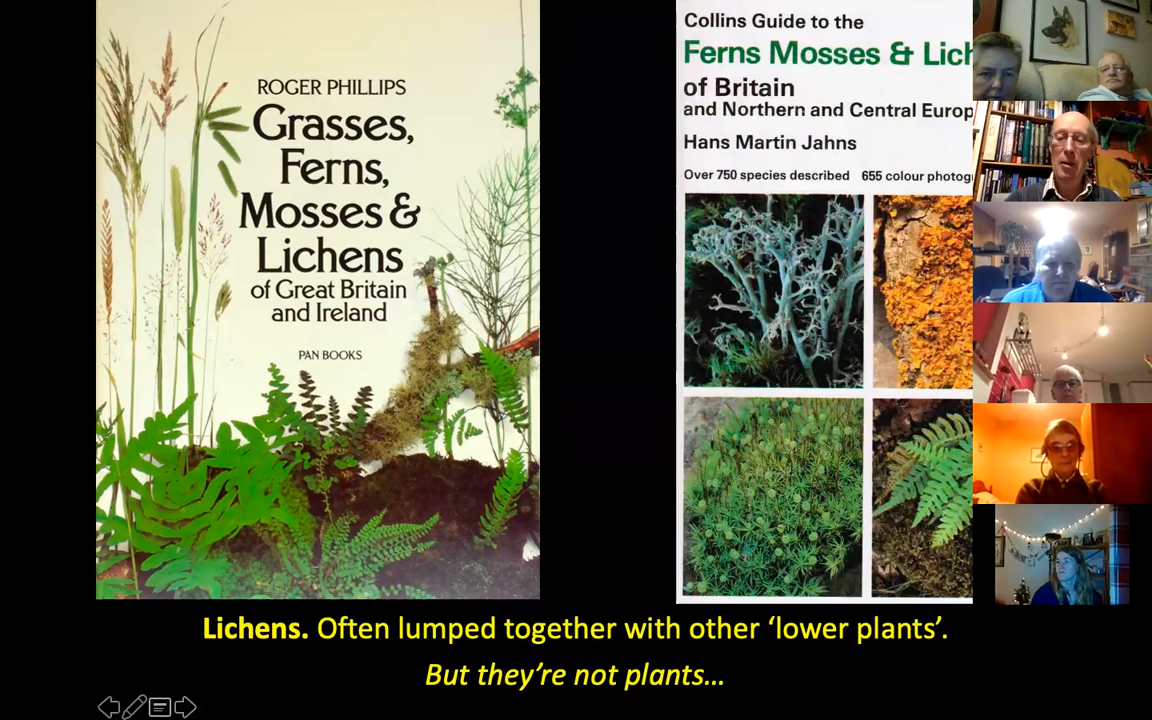 ROGER PHILLIPS
Grasses,
Ferns,
Mosses &
Lichens
of Great Britain
and Ireland
PAN BOOKS
Collins Guide to the
Ferns Mosses & Lich
of Britain
and Northern and Central Europ
Hans Martin Jahns
Over 750 species described 655 colour photog
Lichens. Often lumped together with other ‘lower plants’.
But they’re not plants…